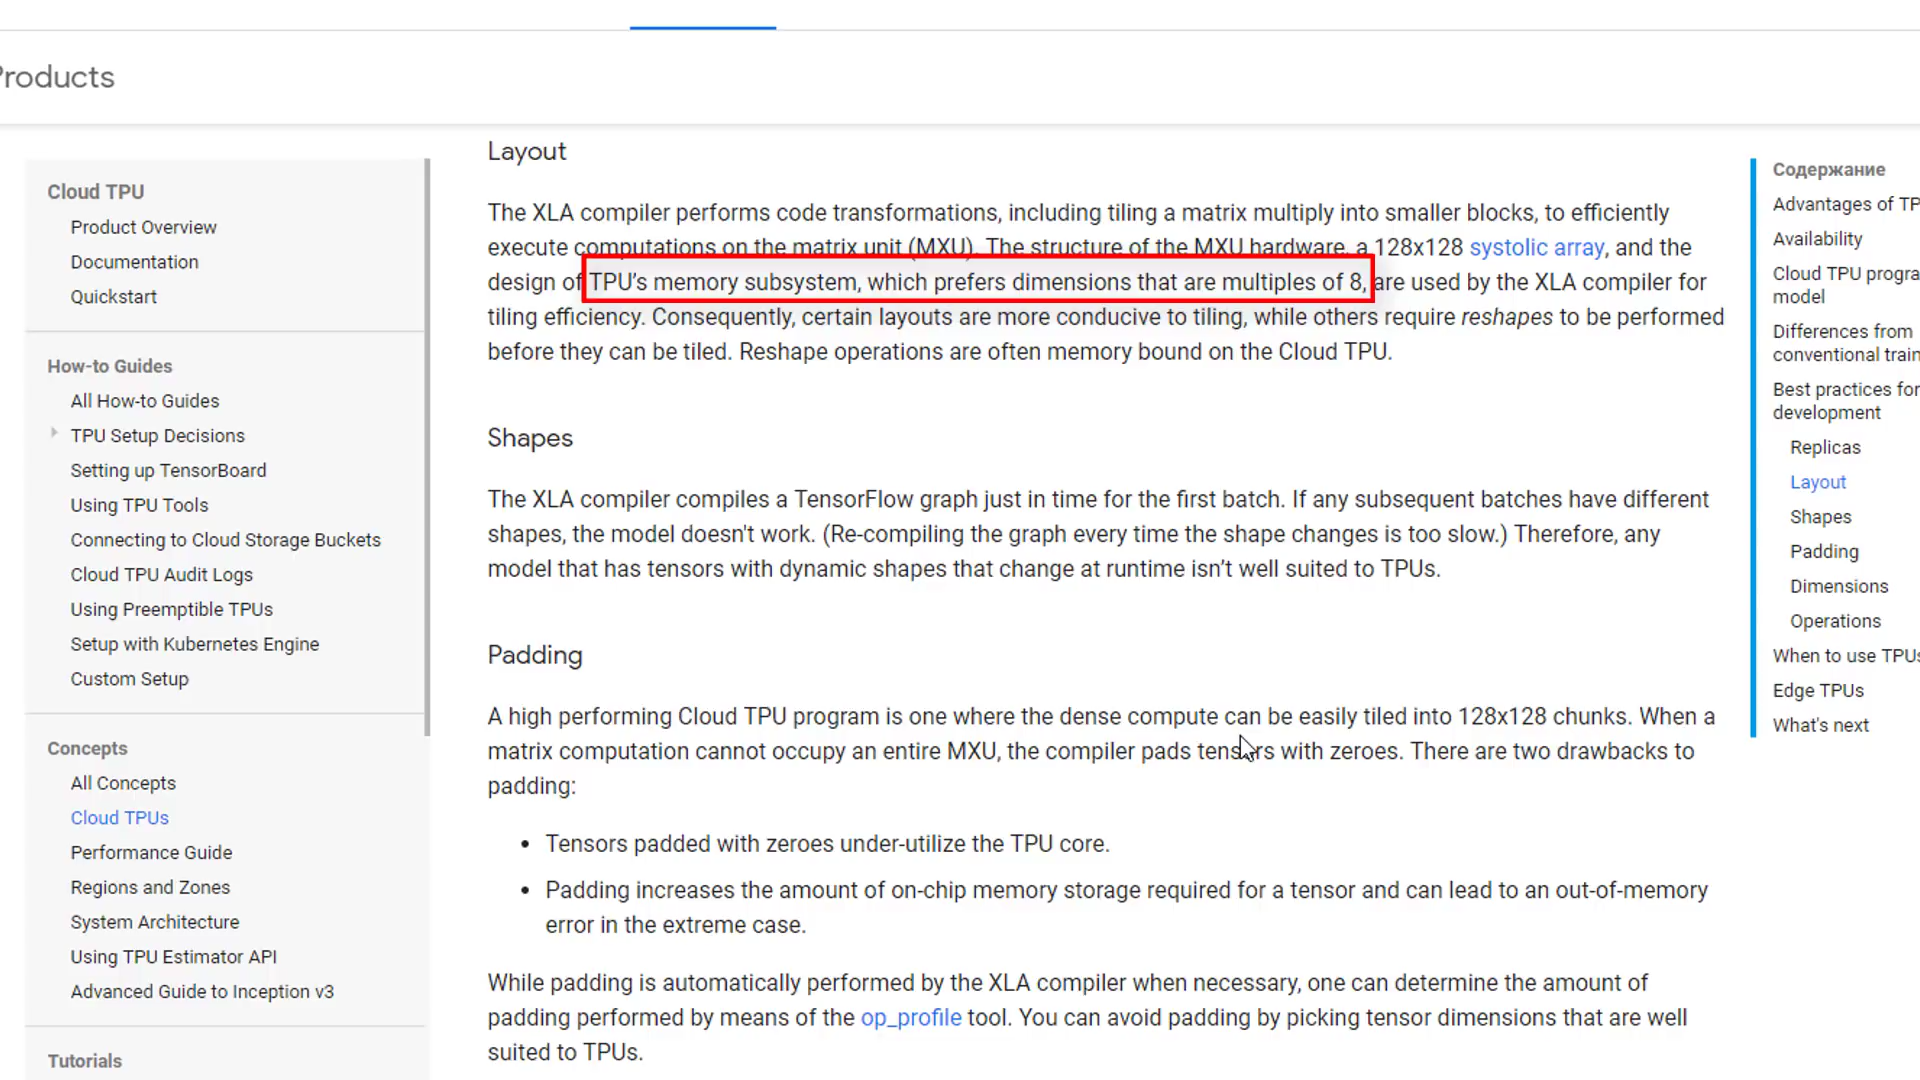 Products
Cloud TPU
Product Overview
Documentation
Quickstart
How-to Guides
All How-to Guides
TPU Setup Decisions
Setting up TensorBoard
Using TPU Tools
Connecting to Cloud Storage Buckets
Cloud TPU Audit Logs
Using Preemptible TPUs
Setup with Kubernetes Engine
Custom Setup
Concepts
All Concepts
Cloud TPUs
Performance Guide
Regions and Zones
System Architecture
Using TPU Estimator API
Advanced Guide to Inception v3
Tutorials
Layout
The XLA compiler performs code transformations, including tiling a matrix multiply into smaller blocks, to efficiently
execute computations on the matrix unit (MXU). The structure of the MXU hardware, a 128x128 systolic array, and the
design of TPU’s memory subsystem, which prefers dimensions that are multiples of 8, are used by the XLA compiler for
tiling efficiency. Consequently, certain layouts are more conducive to tiling, while others require reshapes to be performed
before they can be tiled. Reshape operations are often memory bound on the Cloud TPU.
Shapes
The XLA compiler compiles a TensorFlow graph just in time for the first batch. If any subsequent batches have different
shapes, the model doesn't work. (Re-compiling the graph every time the shape changes is too slow.) Therefore, any
model that has tensors with dynamic shapes that change at runtime isn’t well suited to TPUs.
Padding
A high performing Cloud TPU program is one where the dense compute can be easily tiled into 128x128 chunks. When a
matrix computation cannot occupy an entire MXU, the compiler pads tensors with zeroes. There are two drawbacks to
padding:
• Tensors padded with zeroes under-utilize the TPU core.
• Padding increases the amount of on-chip memory storage required for a tensor and can lead to an out-of-memory
error in the extreme case.
While padding is automatically performed by the XLA compiler when necessary, one can determine the amount of
padding performed by means of the op_profile tool. You can avoid padding by picking tensor dimensions that are well
suited to TPUs.
Содержание
Advantages of TP
Availability
Cloud TPU progra
model
Differences from
conventional train
Best practices for
development
Replicas
Layout
Shapes
Padding
Dimensions
Operations
When to use TPUs
Edge TPUs
What's next